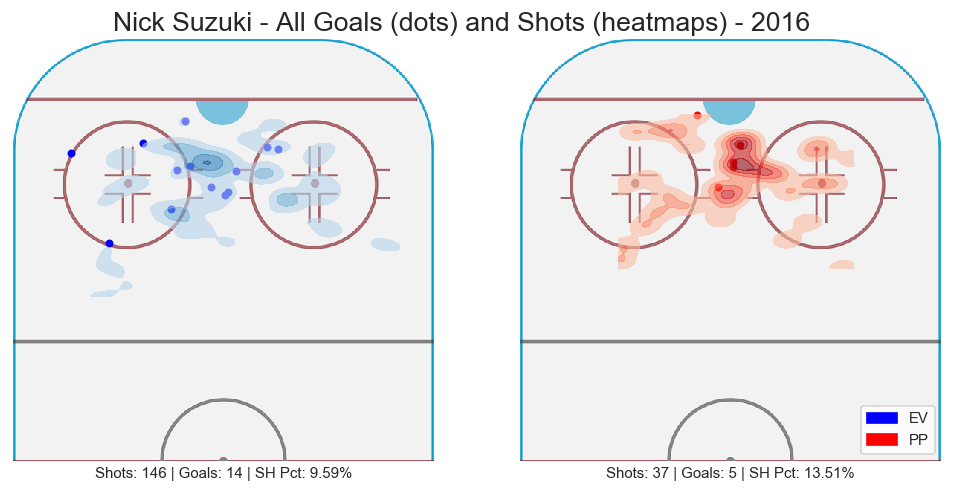 Nick Suzuki - All Goals (dots) and Shots (heatmaps) - 2016
EV
PP
Shots: 146 | Goals: 14 | SH Pct: 9.59%
Shots: 37 | Goals: 5 | SH Pct: 13.51%